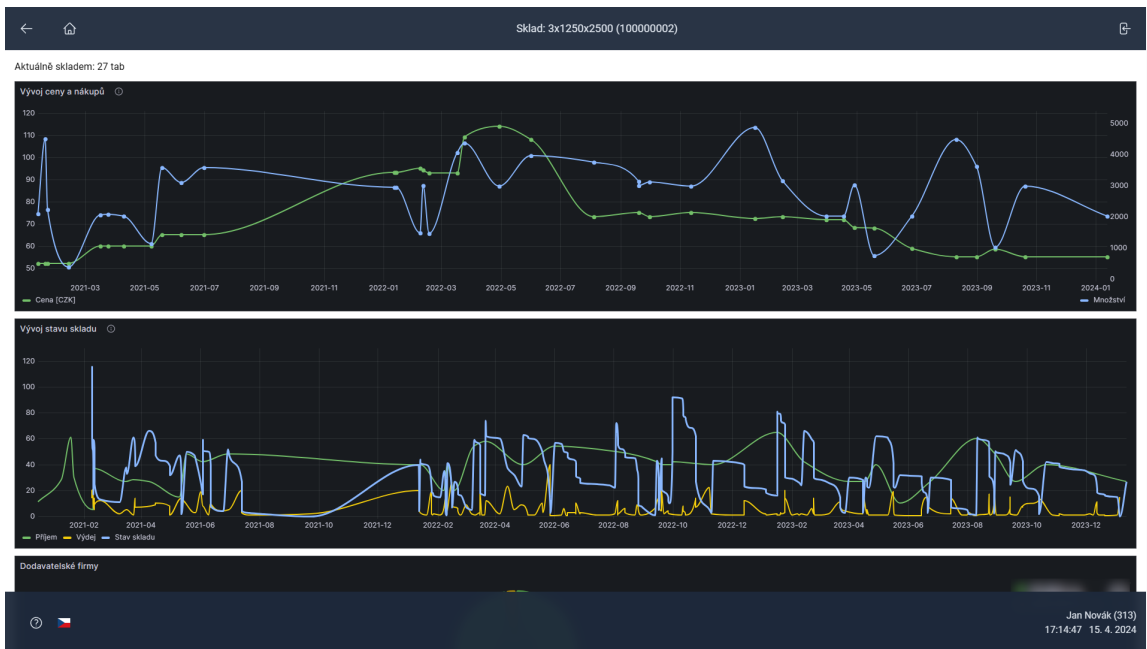 Sklad: 3x1250x2500 (100000002)
Aktuálně skladem: 27 tab
Vývoj ceny a nákupů
120
110
100
90
80
70
60
50
5000
4000
3000
2000
1000
0
2021-03 2021-05 2021-07 2021-09 2021-11 2022-01 2022-03 2022-05 2022-07 2022-09 2022-11 2023-01 2023-03 2023-05 2023-07 2023-09 2023-11 2024-01
Cena [CZK] Množství
Vývoj stavu skladu
120
100
80
60
40
20
0
2021-02 2021-04 2021-06 2021-08 2021-10 2021-12 2022-02 2022-04 2022-06 2022-08 2022-10 2022-12 2023-02 2023-04 2023-06 2023-08 2023-10 2023-12
Příjem Výdej Stav skladu
Dodavatelské firmy
Jan Novák (313)
17:14:47 15. 4. 2024